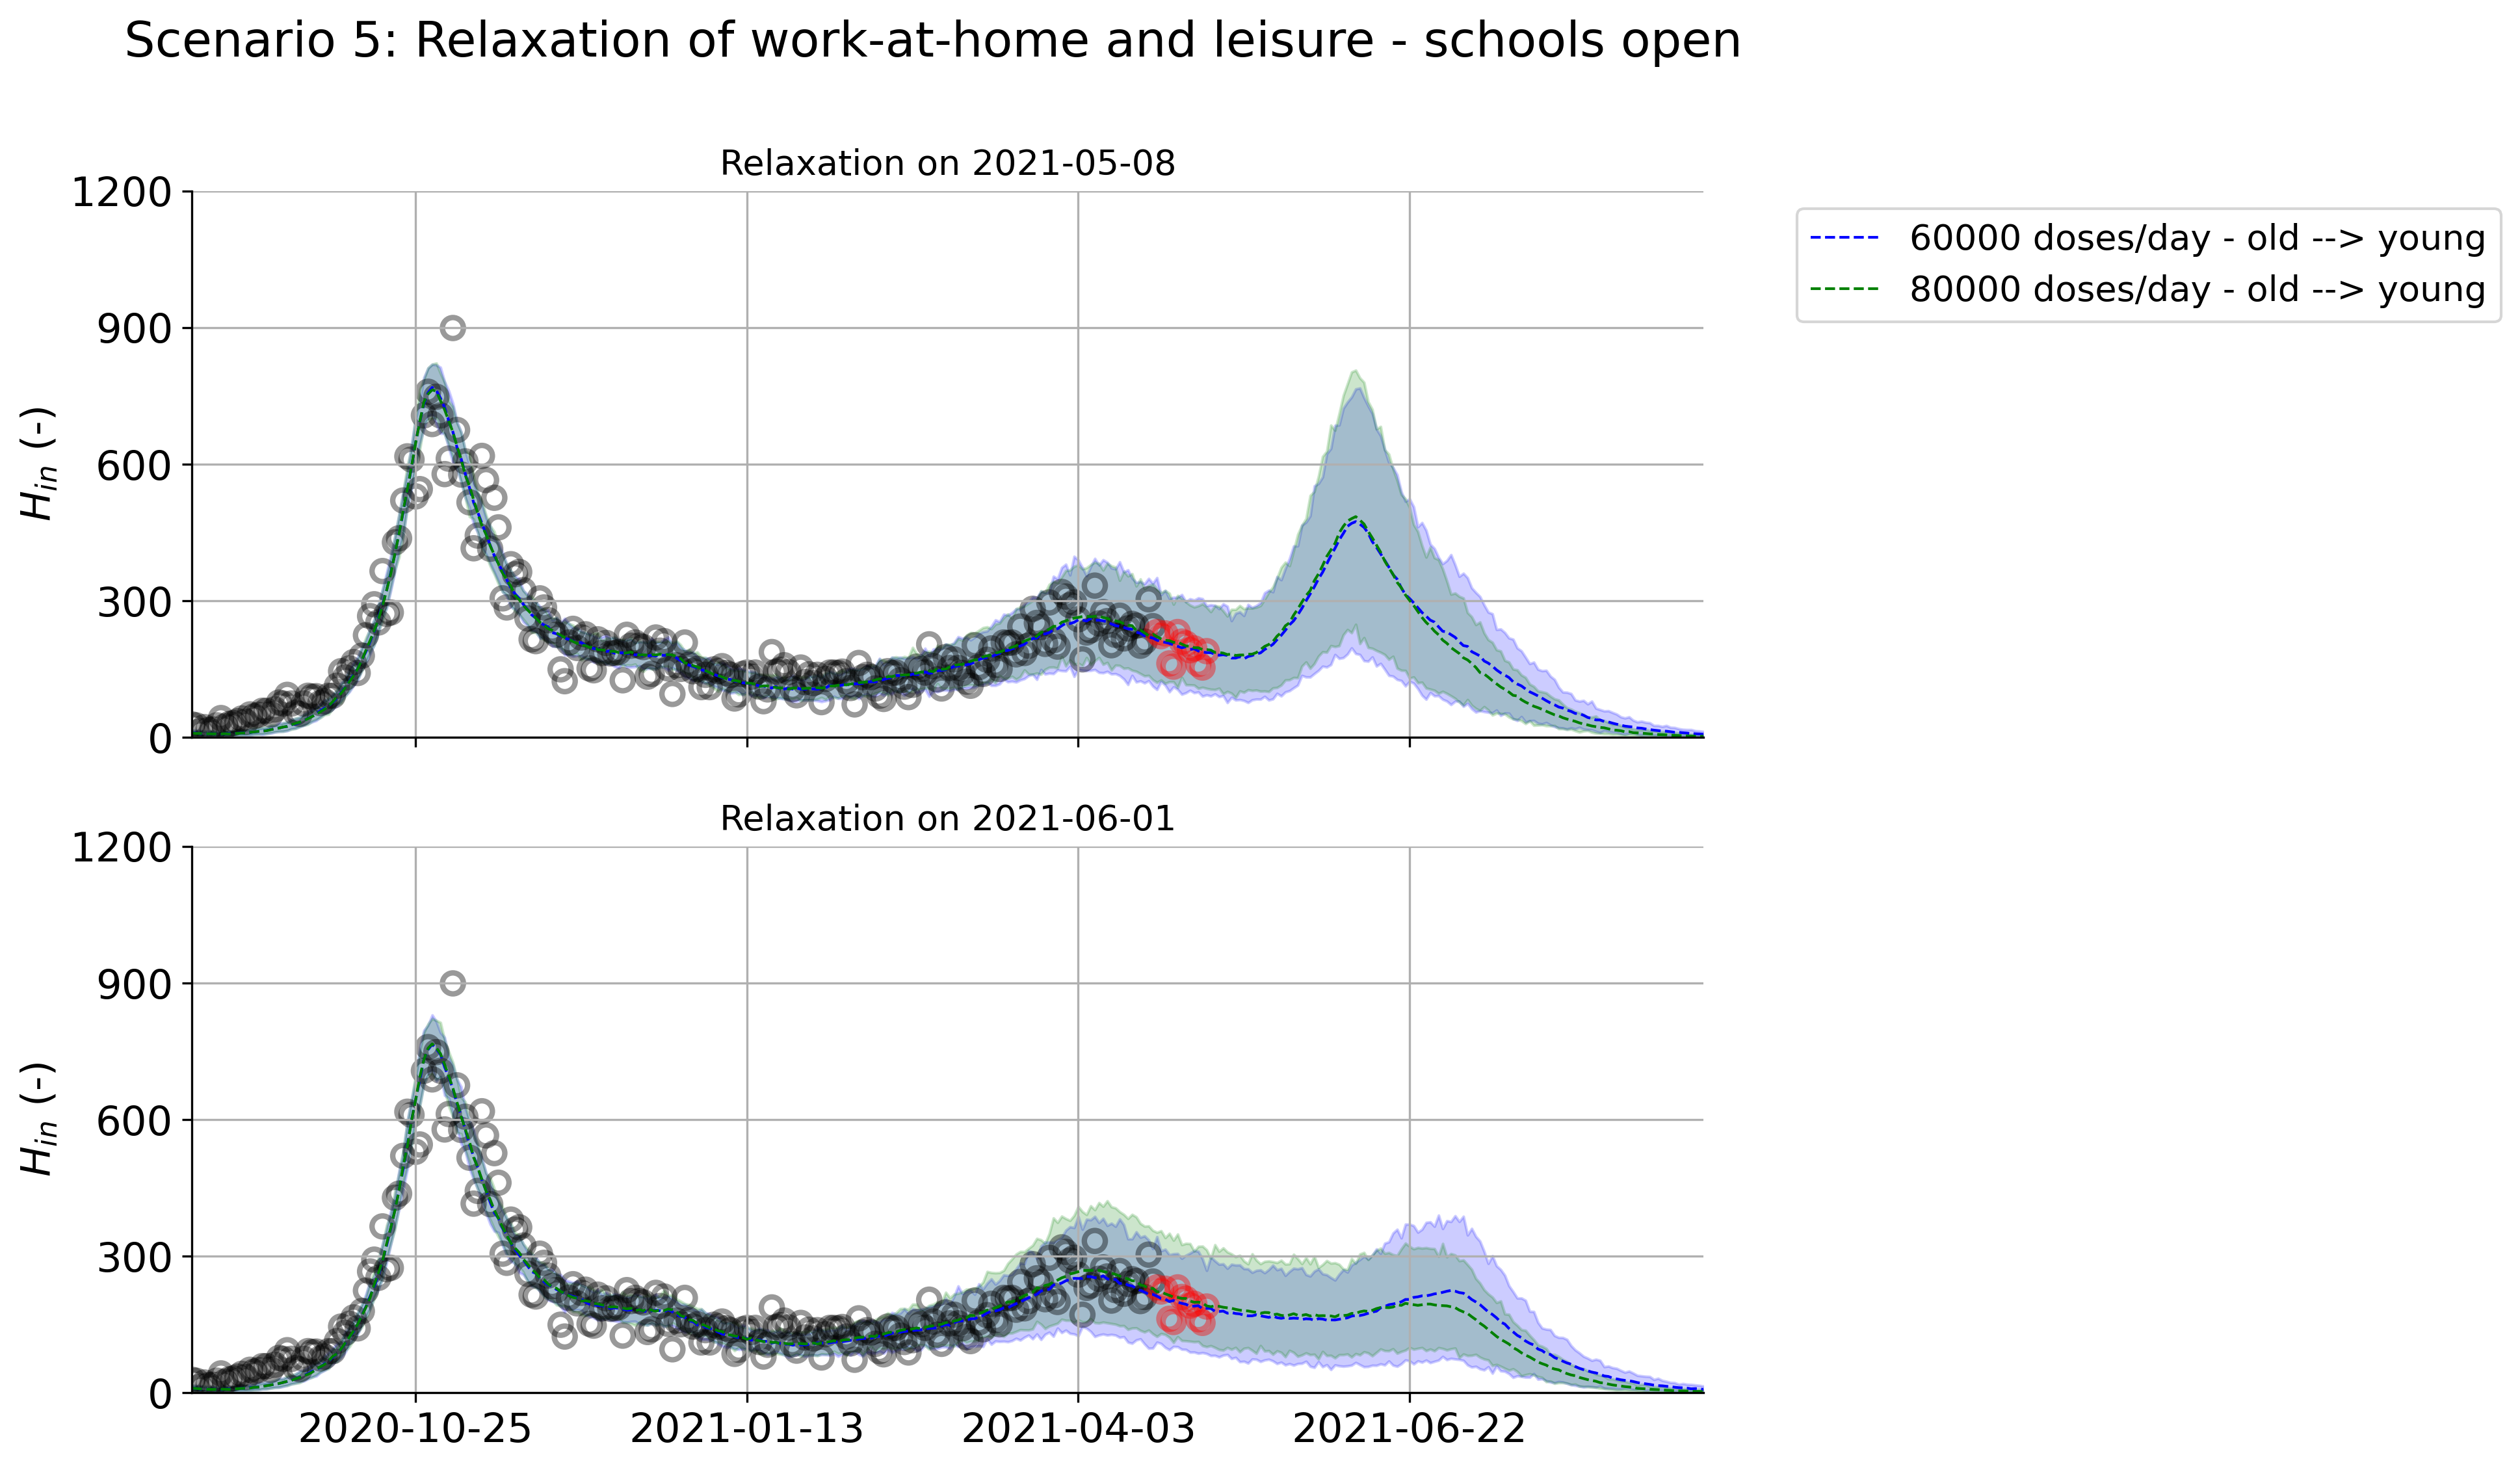 Scenario 5: Relaxation of work-at-home and leisure - schools open
Relaxation on 2021-05-08
1200
900
600
300
0
H_in (-)
60000 doses/day - old --> young
80000 doses/day - old --> young
Relaxation on 2021-06-01
1200
900
600
300
0
H_in (-)
2020-10-25 2021-01-13 2021-04-03 2021-06-22